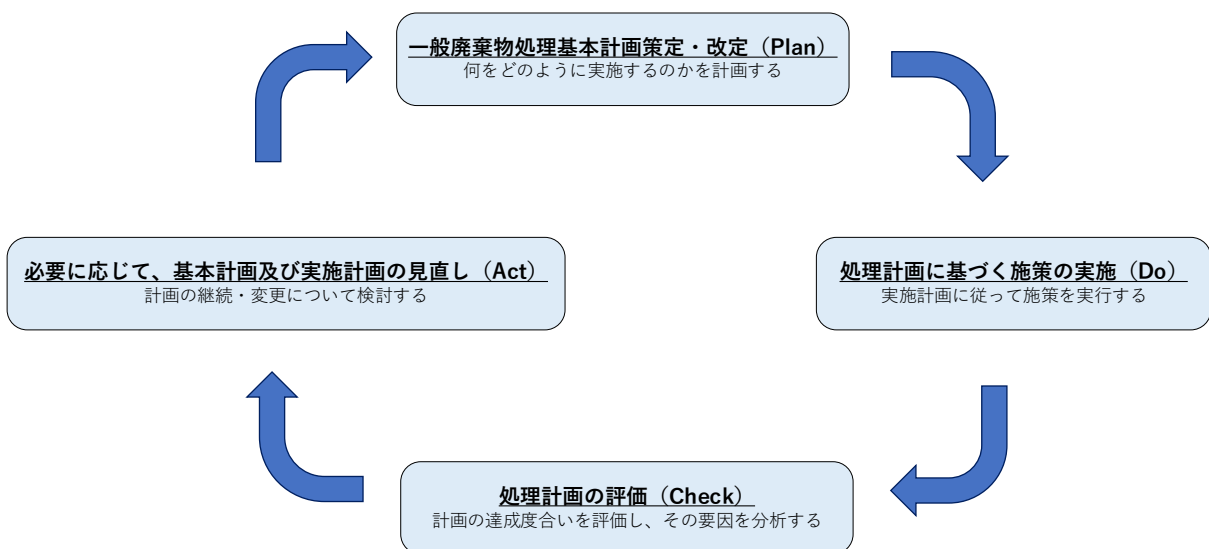 一般廃棄物処理基本計画策定・改定（Plan）
何をどのように実施するのかを計画する
必要に応じて、基本計画及び実施計画の見直し（Act）
計画の継続・変更について検討する
処理計画に基づく施策の実施（Do）
実施計画に従って施策を実行する
処理計画の評価（Check）
計画の達成度合いを評価し、その要因を分析する